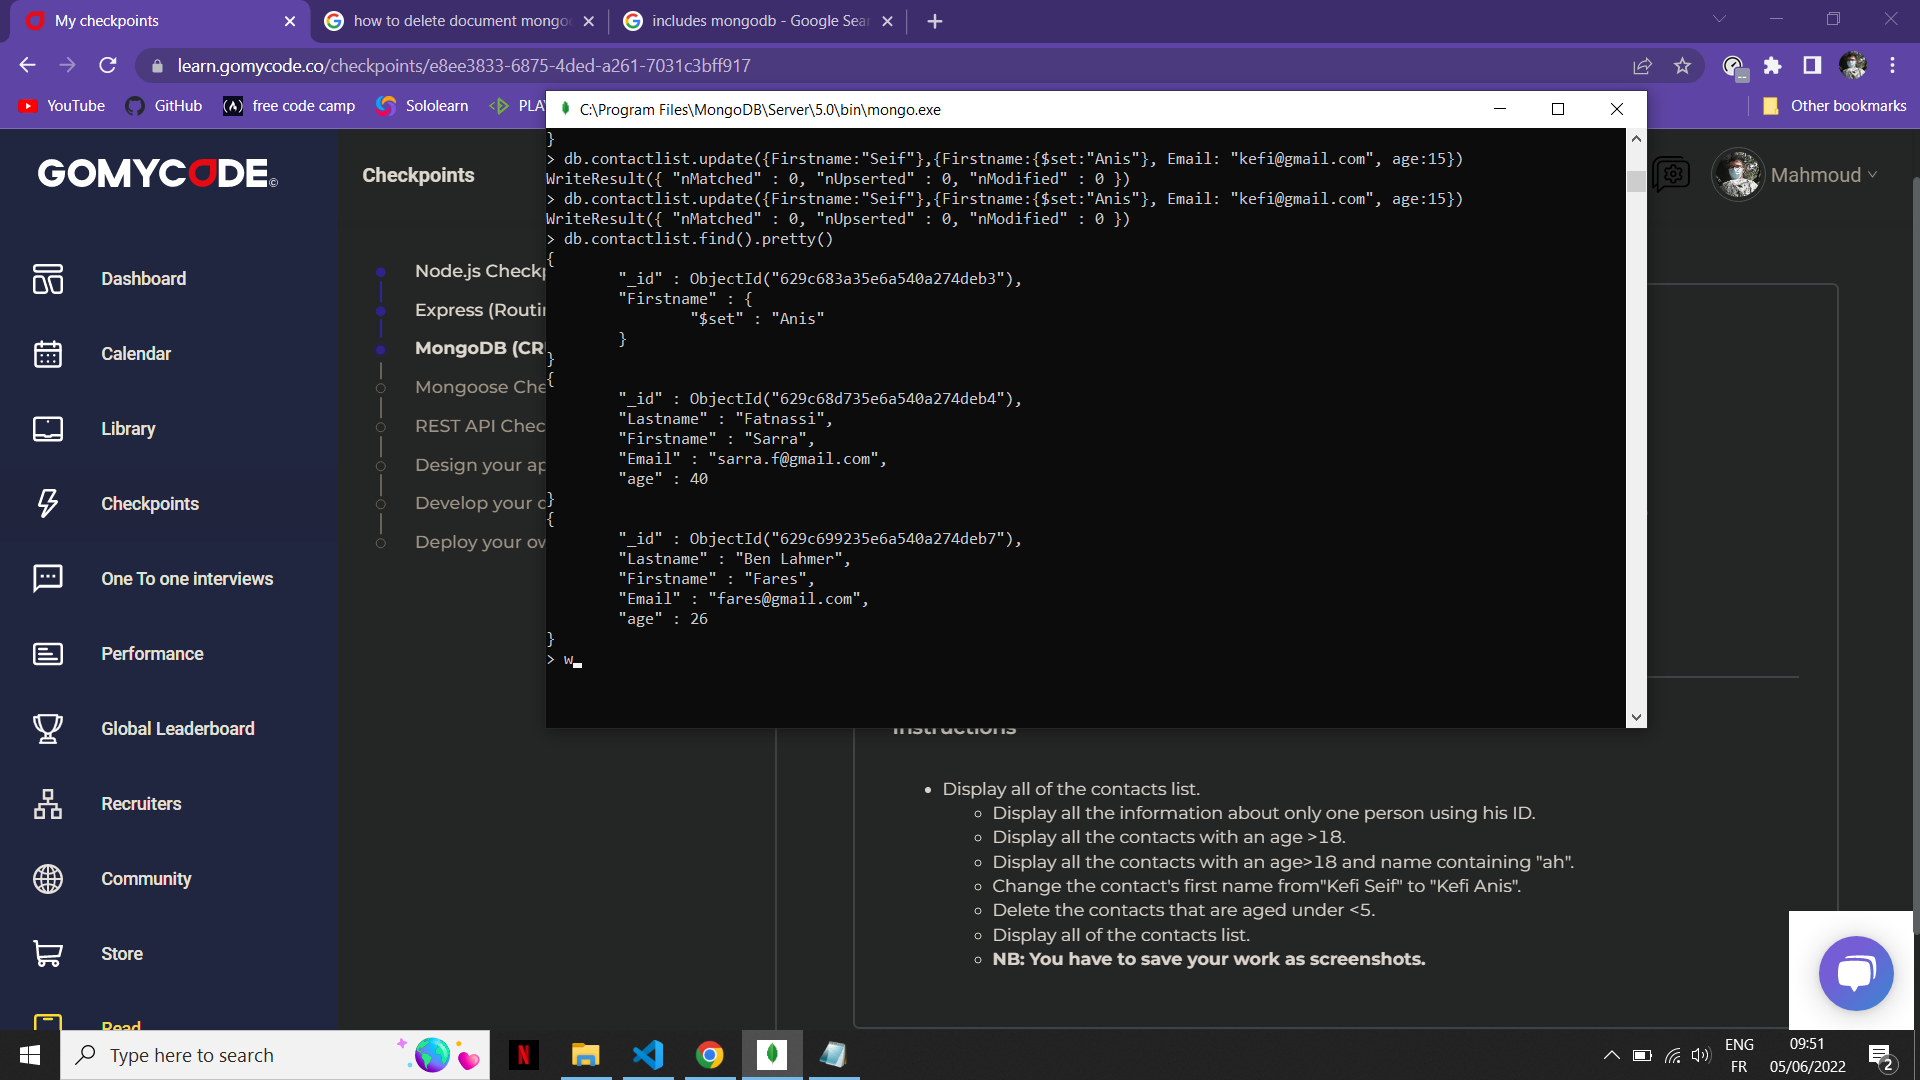 My checkpoints
how to delete document mongo
includes mongodb - Google Sear
learn.gomycode.co/checkpoints/e8ee3833-6875-4ded-a261-7031c3bff917
YouTube
GitHub
free code camp
Sololearn
PLA
Other bookmarks
C:\Program Files\MongoDB\Server\5.0\bin\mongo.exe
}
> db.contactlist.update({Firstname:"Seif"},{Firstname:{$set:"Anis"}, Email: "kefi@gmail.com", age:15})
WriteResult({ "nMatched" : 0, "nUpserted" : 0, "nModified" : 0 })
> db.contactlist.update({Firstname:"Seif"},{Firstname:{$set:"Anis"}, Email: "kefi@gmail.com", age:15})
WriteResult({ "nMatched" : 0, "nUpserted" : 0, "nModified" : 0 })
> db.contactlist.find().pretty()
{
"_id" : ObjectId("629c683a35e6a540a274deb3"),
"Firstname" : {
"$set" : "Anis"
}
}
{
"_id" : ObjectId("629c68d735e6a540a274deb4"),
"Lastname" : "Fatnassi",
"Firstname" : "Sarra",
"Email" : "sarra.f@gmail.com",
"age" : 40
}
{
"_id" : ObjectId("629c699235e6a540a274deb7"),
"Lastname" : "Ben Lahmer",
"Firstname" : "Fares",
"Email" : "fares@gmail.com",
"age" : 26
}
> w_
GOMYCODE©
Dashboard
Calendar
Library
Checkpoints
One To one interviews
Performance
Global Leaderboard
Recruiters
Community
Store
Read
Checkpoints
Mahmoud
Node.js Checkp
Express (Routin
MongoDB (CR
Mongoose Che
REST API Chec
Design your ap
Develop your o
Deploy your ow
Instructions
• Display all of the contacts list.
◦ Display all the information about only one person using his ID.
◦ Display all the contacts with an age >18.
◦ Display all the contacts with an age>18 and name containing "ah".
◦ Change the contact's first name from"Kefi Seif" to "Kefi Anis".
◦ Delete the contacts that are aged under <5.
◦ Display all of the contacts list.
◦ NB: You have to save your work as screenshots.
Type here to search
N
ENG
FR
09:51
05/06/2022
2